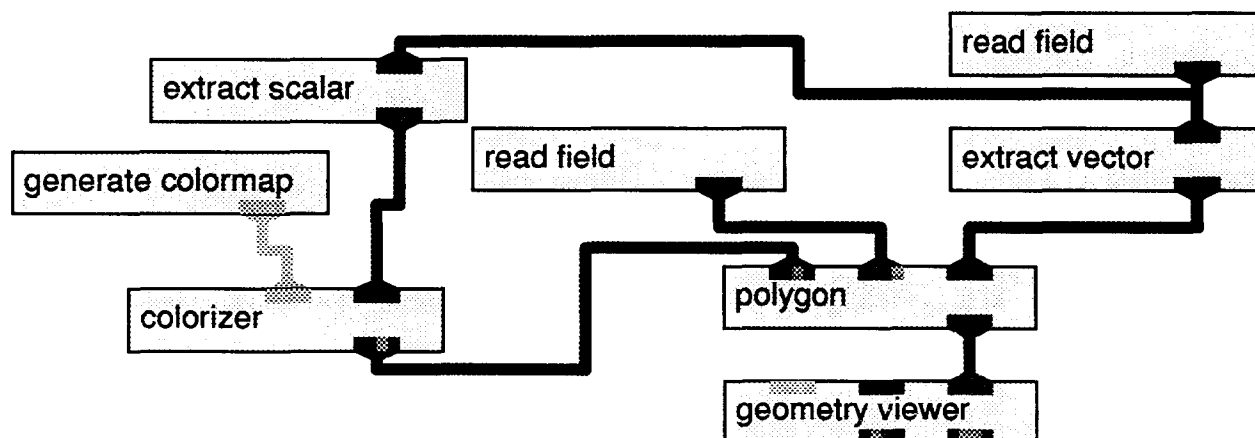 read field
extract scalar
read field
extract vector
generate colormap
polygon
colorizer
geometry viewer